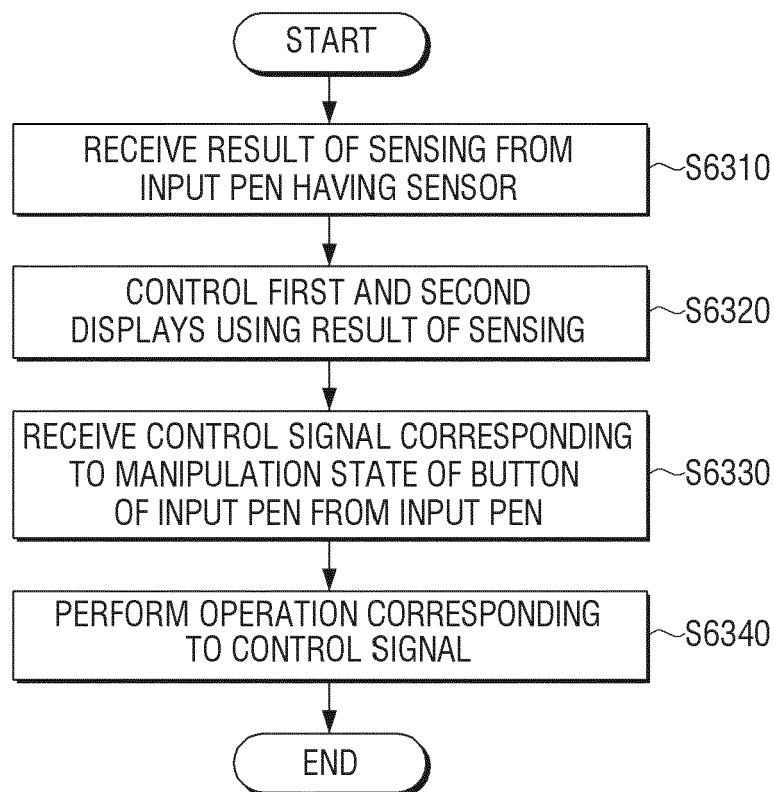 START
RECEIVE RESULT OF SENSING FROM
INPUT PEN HAVING SENSOR
S6310
CONTROL FIRST AND SECOND
DISPLAYS USING RESULT OF SENSING
S6320
RECEIVE CONTROL SIGNAL CORRESPONDING
TO MANIPULATION STATE OF BUTTON
OF INPUT PEN FROM INPUT PEN
S6330
PERFORM OPERATION CORRESPONDING
TO CONTROL SIGNAL
S6340
END